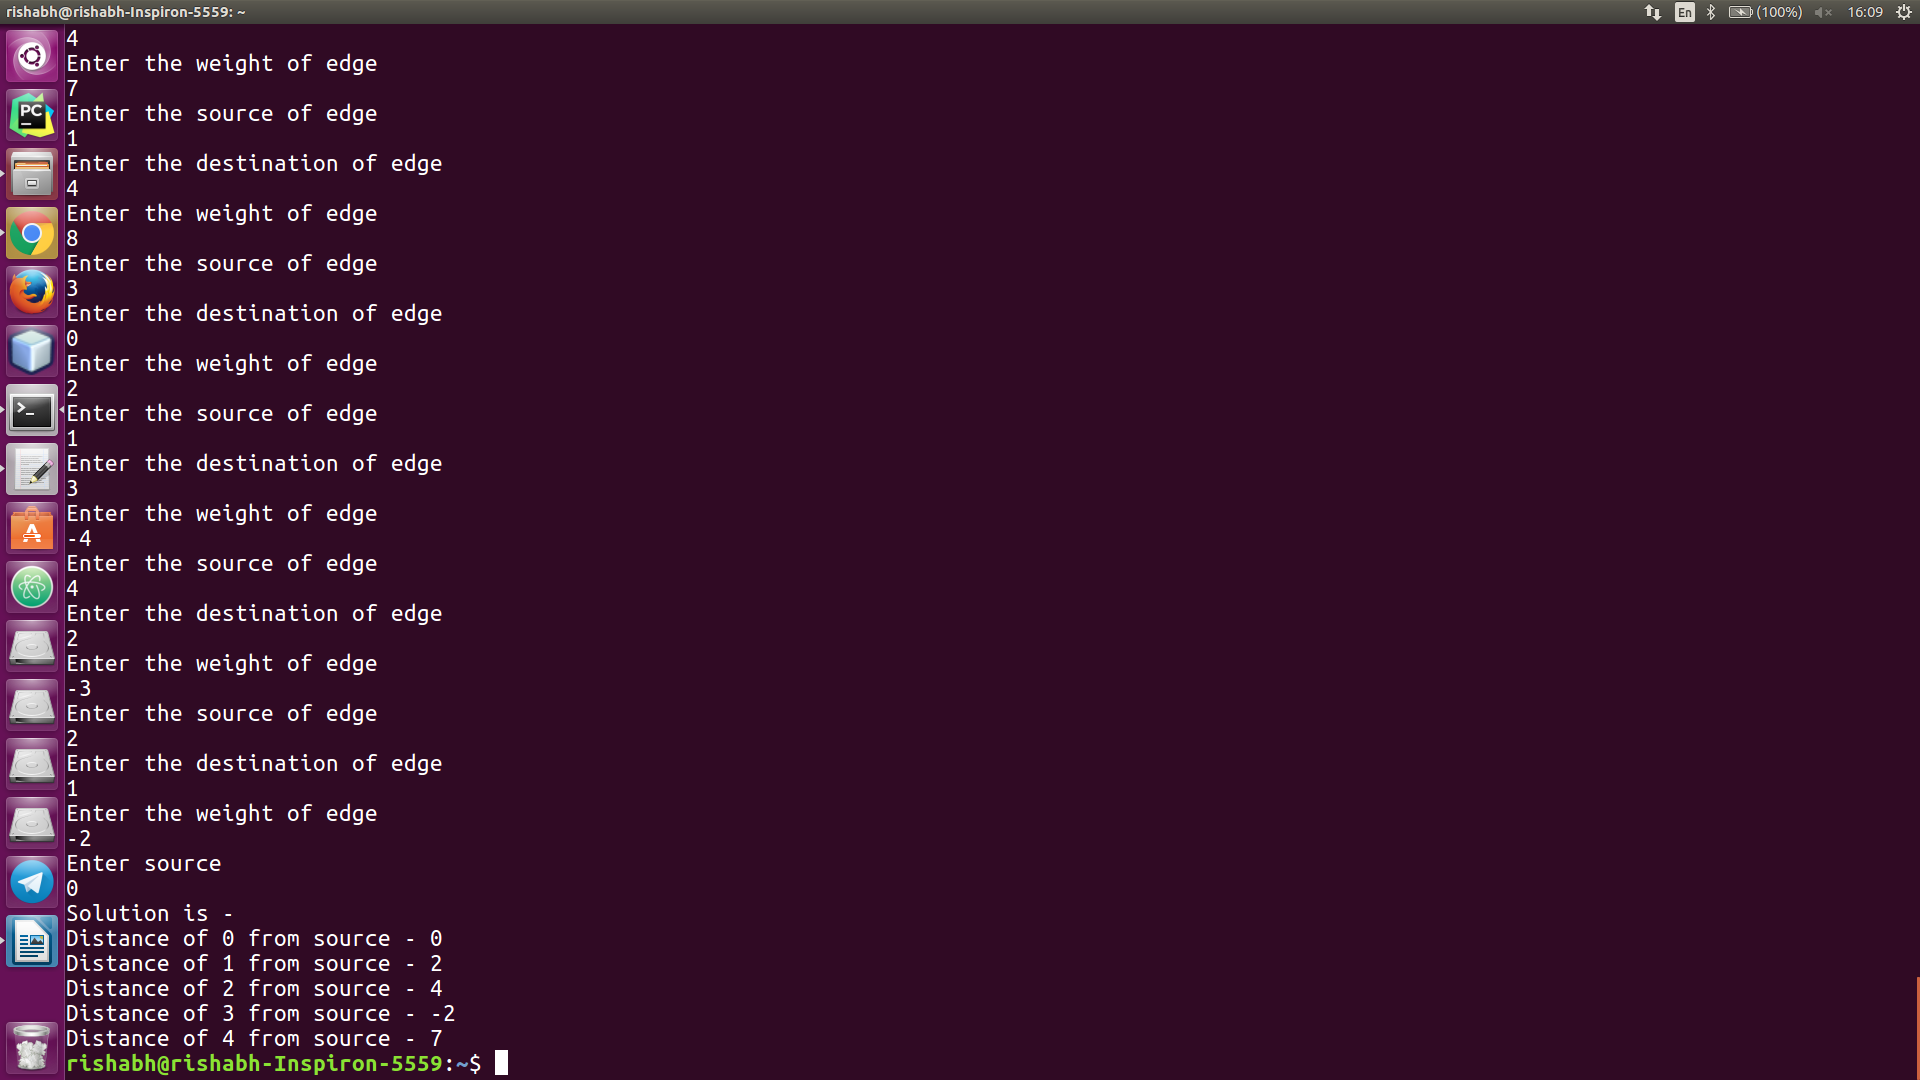 rishabh@rishabh-Inspiron-5559: ~
En
(100%)
16:09
4
Enter the weight of edge
7
Enter the source of edge
1
Enter the destination of edge
4
Enter the weight of edge
8
Enter the source of edge
3
Enter the destination of edge
0
Enter the weight of edge
2
Enter the source of edge
1
Enter the destination of edge
3
Enter the weight of edge
-4
Enter the source of edge
4
Enter the destination of edge
2
Enter the weight of edge
-3
Enter the source of edge
2
Enter the destination of edge
1
Enter the weight of edge
-2
Enter source
0
Solution is -
Distance of 0 from source - 0
Distance of 1 from source - 2
Distance of 2 from source - 4
Distance of 3 from source - -2
Distance of 4 from source - 7
rishabh@rishabh-Inspiron-5559:~$
PC